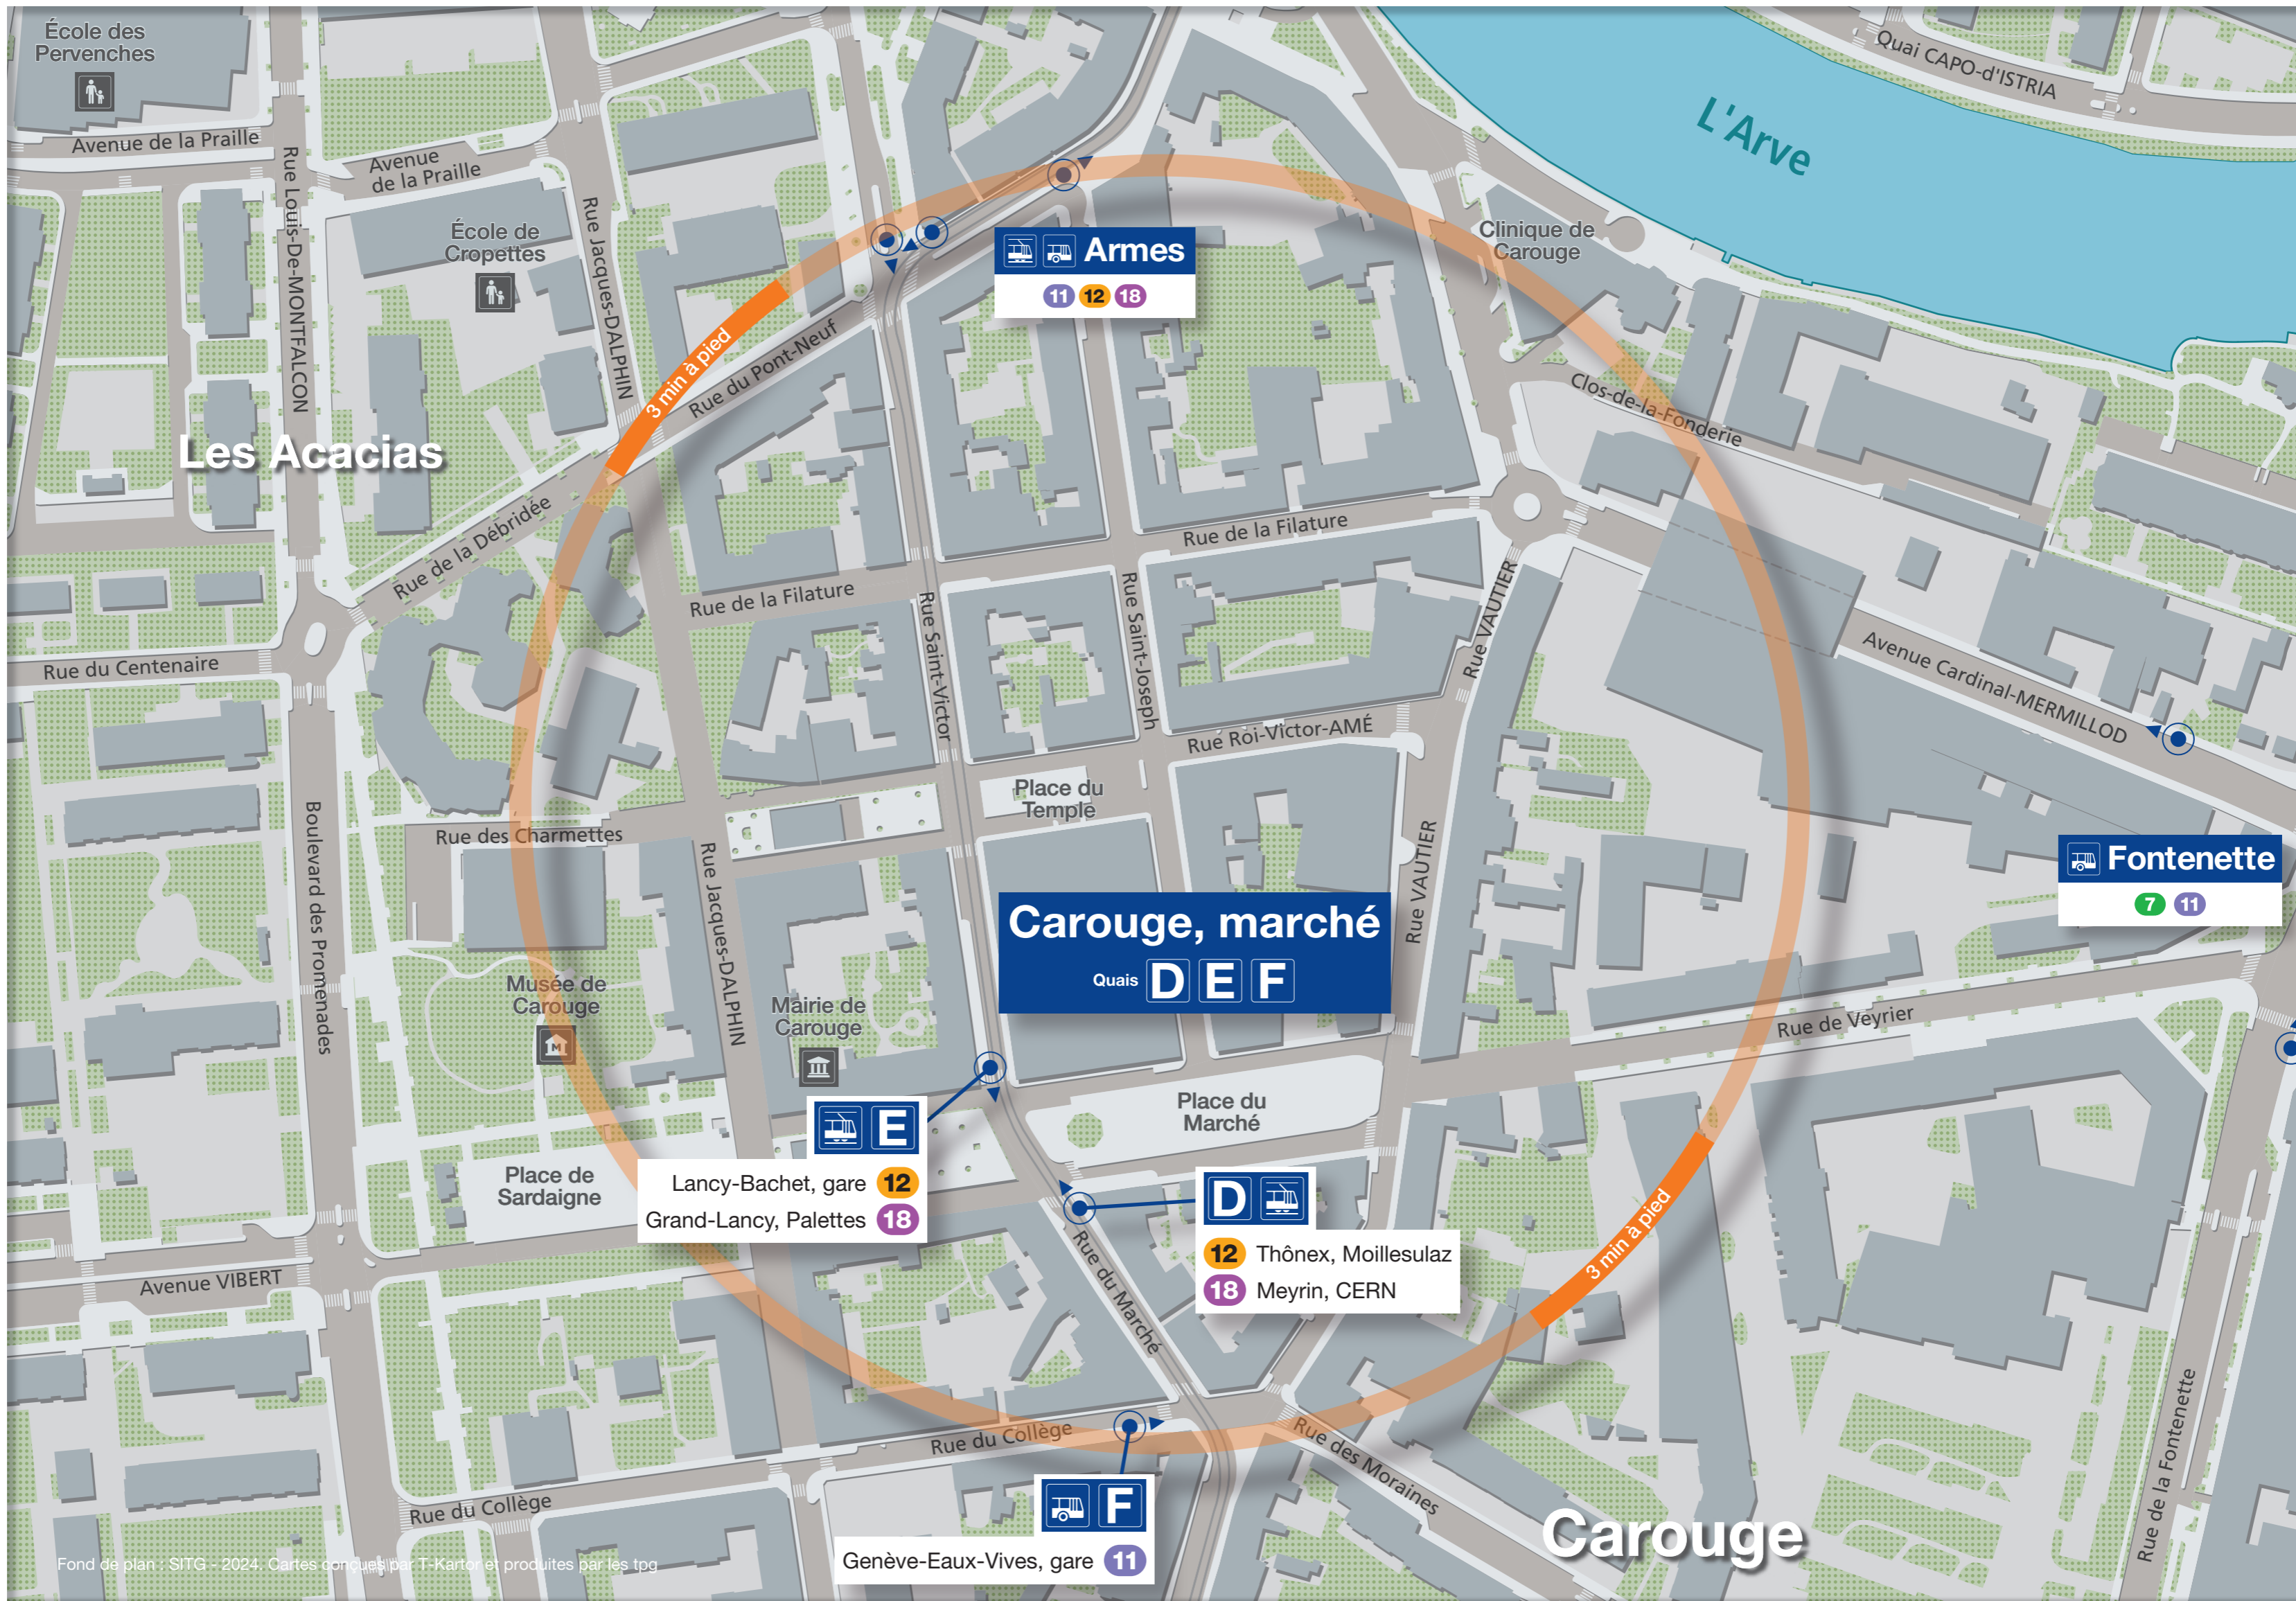 École des
Pervenches
Avenue de la Praille
Avenue
de la Praille
Rue Louis-De-MONTFALCON
Rue Jacques-DALPHIN
École de
Cropettes
Quai CAPO-d'ISTRIA
L'Arve
Clinique de
Carouge
Armes
11 12 18
3 min à pied
Rue du Pont-Neuf
Clos-de-la-Fonderie
Les Acacias
Rue de la Débridée
Rue de la Filature
Rue de la Filature
Rue Saint-Victor
Rue Saint-Joseph
Rue VAUTIER
Rue du Centenaire
Avenue Cardinal-MERMILLOD
Rue Roi-Victor-AMÉ
Place du
Temple
Boulevard des Promenades
Rue des Charmettes
Rue Jacques-DALPHIN
Rue VAUTIER
Fontenette
7 11
Carouge, marché
Quais D E F
Musée de
Carouge
M
Mairie de
Carouge
Rue de Veyrier
Place du
Marché
E
Lancy-Bachet, gare 12
Grand-Lancy, Palettes 18
Place de
Sardaigne
D
12 Thônex, Moillesulaz
18 Meyrin, CERN
3 min à pied
Avenue VIBERT
Rue du Marché
Rue du Collège
Rue des Moraines
Rue de la Fontenette
Rue du Collège
F
Genève-Eaux-Vives, gare 11
Carouge
Fond de plan : SITG - 2024. Cartes conçues par T-Kartor et produites par les tpg